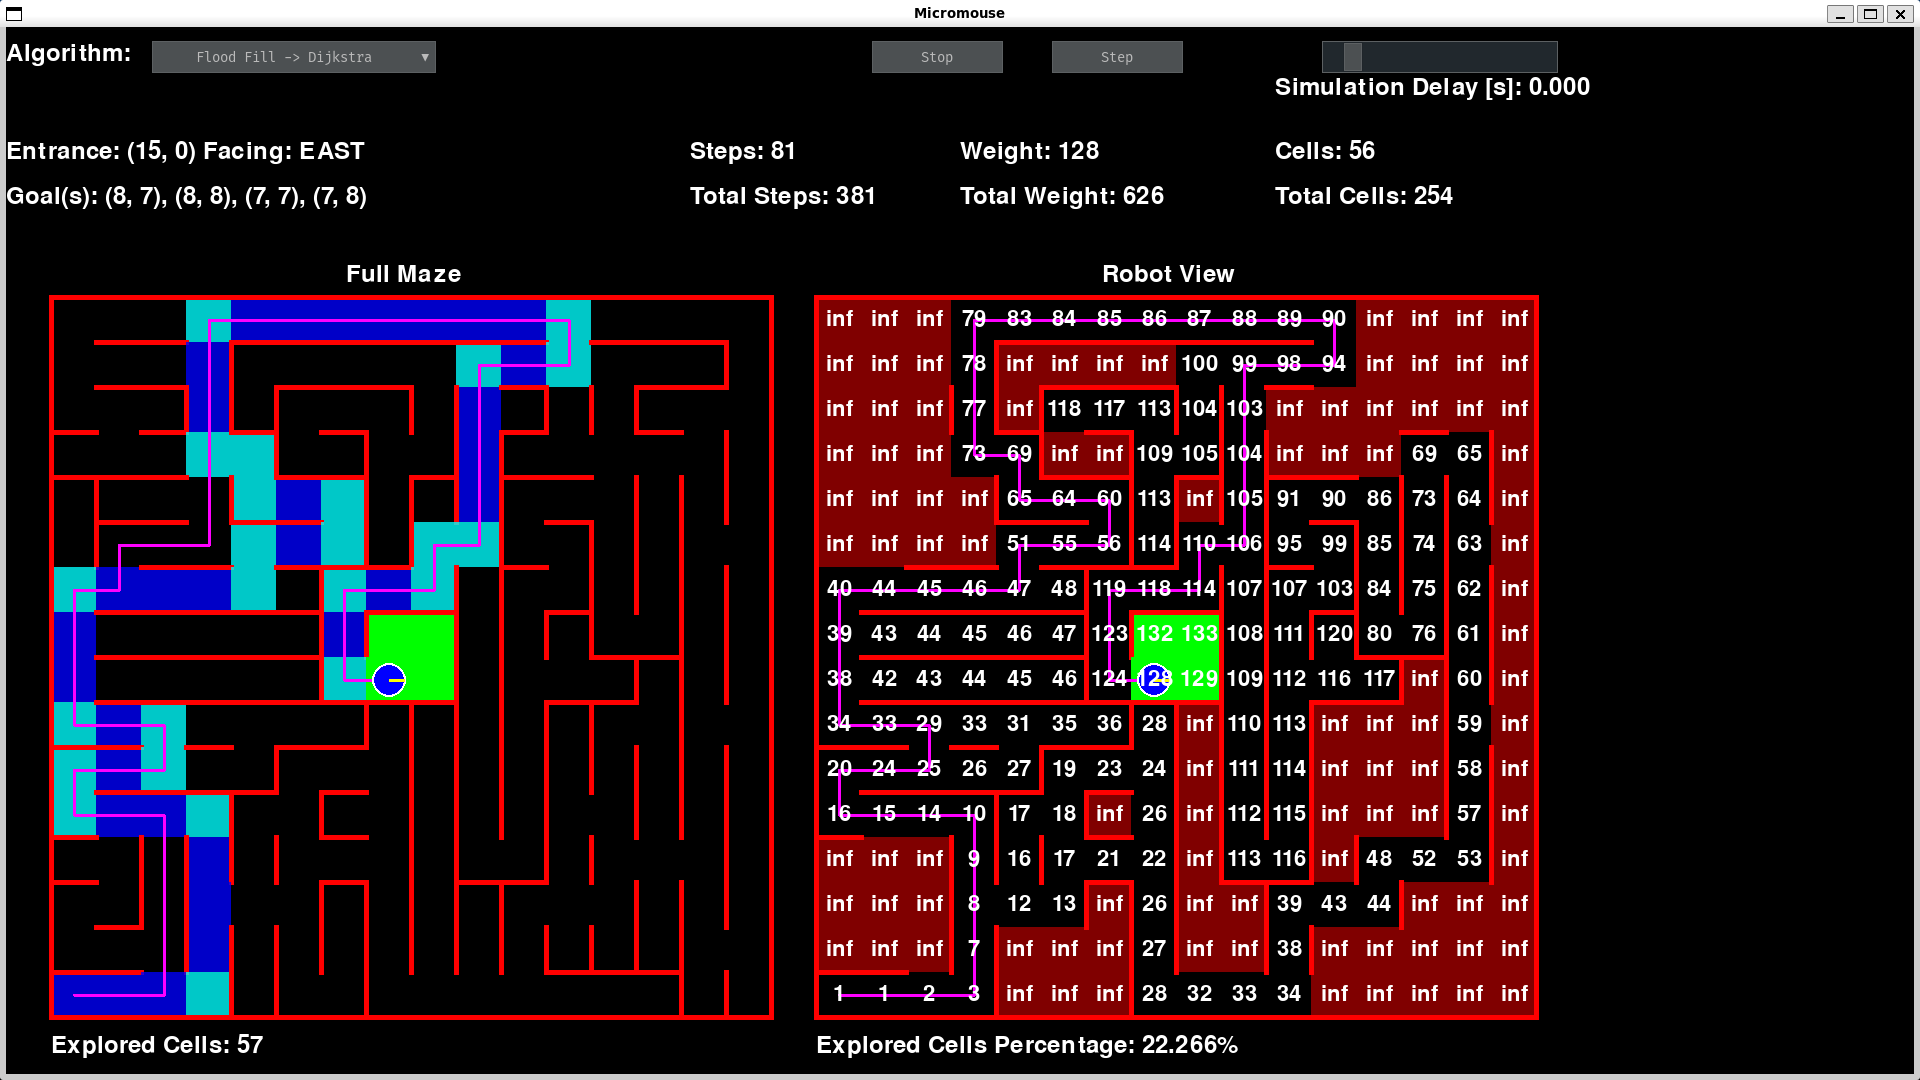 Micromouse
Algorithm: Flood Fill -> Dijkstra ▼ Stop Step
Simulation Delay [s]: 0.000
Entrance: (15, 0) Facing: EAST Steps: 81 Weight: 128 Cells: 56
Goal(s): (8, 7), (8, 8), (7, 7), (7, 8) Total Steps: 381 Total Weight: 626 Total Cells: 254
Full Maze Robot View
inf inf inf 79 83 84 85 86 87 88 89 90 inf inf inf inf
inf inf inf 78 inf inf inf inf 100 99 98 94 inf inf inf inf
inf inf inf 77 inf 118 117 113 104 103 inf inf inf inf inf inf
inf inf inf 73 69 inf inf 109 105 104 inf inf inf 69 65 inf
inf inf inf inf 65 64 60 113 inf 105 91 90 86 73 64 inf
inf inf inf inf 51 55 56 114 110 106 95 99 85 74 63 inf
40 44 45 46 47 48 119 118 114 107 107 103 84 75 62 inf
39 43 44 45 46 47 123 132 133 108 111 120 80 76 61 inf
38 42 43 44 45 46 124 128 129 109 112 116 117 inf 60 inf
34 33 29 33 31 35 36 28 inf 110 113 inf inf inf 59 inf
20 24 25 26 27 19 23 24 inf 111 114 inf inf inf 58 inf
16 15 14 10 17 18 inf 26 inf 112 115 inf inf inf 57 inf
inf inf inf 9 16 17 21 22 inf 113 116 inf 48 52 53 inf
inf inf inf 8 12 13 inf 26 inf inf 39 43 44 inf inf inf
inf inf inf 7 inf inf inf 27 inf inf 38 inf inf inf inf inf
1 1 2 3 inf inf inf 28 32 33 34 inf inf inf inf inf
Explored Cells: 57 Explored Cells Percentage: 22.266%